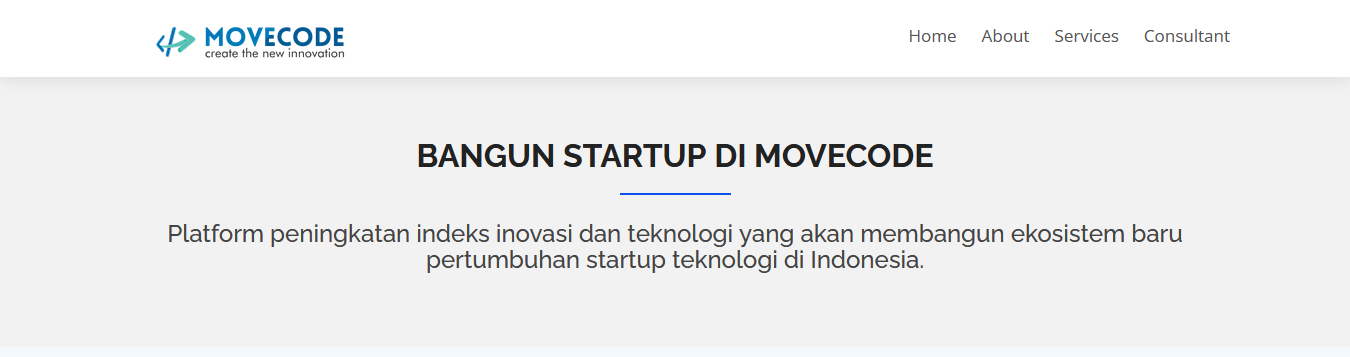 MOVECODE
create the new innovation
Home About Services Consultant
BANGUN STARTUP DI MOVECODE
Platform peningkatan indeks inovasi dan teknologi yang akan membangun ekosistem baru
pertumbuhan startup teknologi di Indonesia.